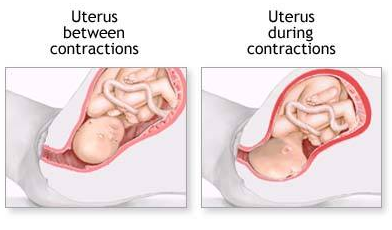 Uterus
between
contractions
Uterus
during
contractions